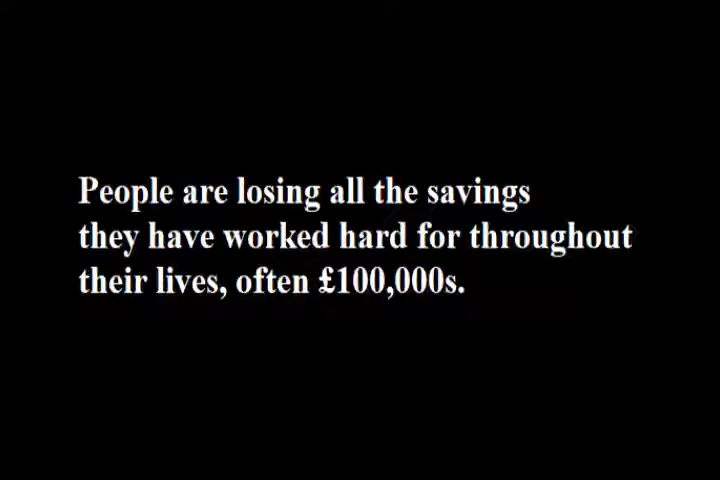 People are losing all the savings
they have worked hard for throughout
their lives, often £100,000s.